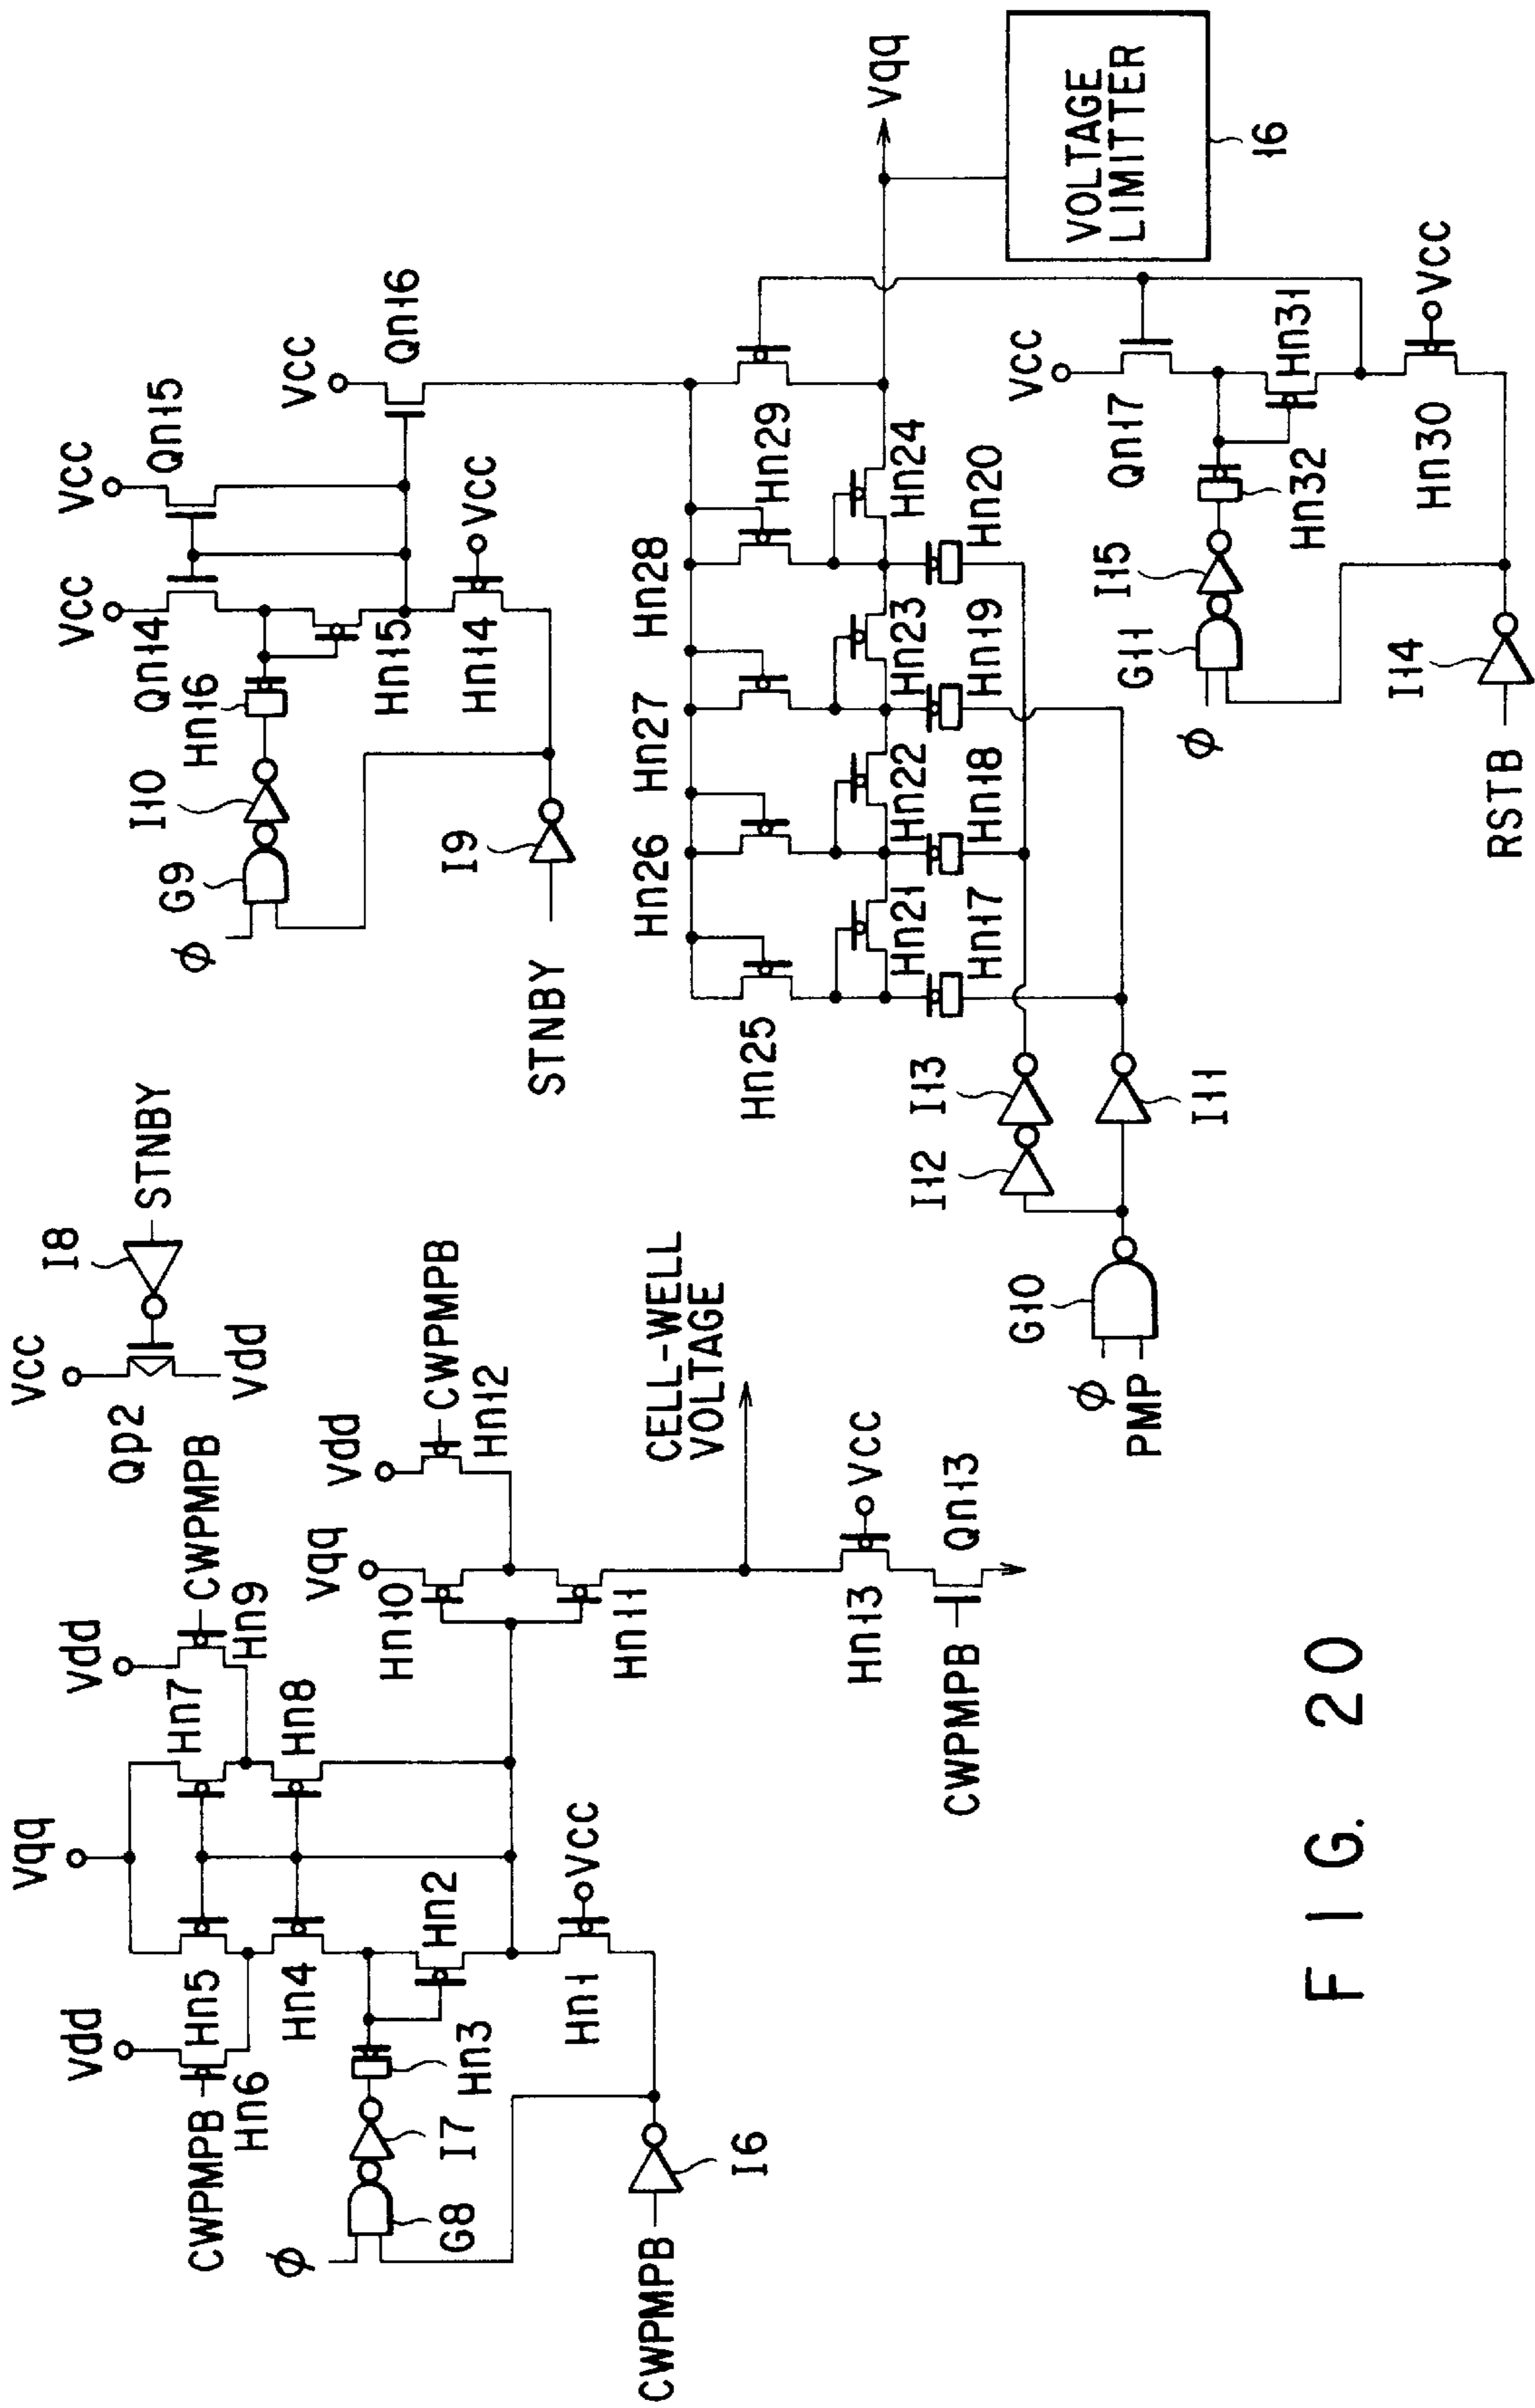 Vqq
Vdd
Vdd
VCC
I8
STNBY
CWPMPB
Qp2
Vdd
CWPMPB
Hn6
Hn5
Hn7
Hn9
Hn4
Hn8
Vqq
Vdd
CWPMPB
Hn12
Hn10
Hn11
CELL-WELL
VOLTAGE
ϕ
G8
I7
Hn3
Hn2
Hn1
VCC
CWPMPB
I6
Hn13
VCC
CWPMPB
Qn13
VCC
VCC
Qn15
VCC
Qn14
Qn16
ϕ
G9
I10
Hn16
Hn15
Hn14
VCC
STNBY
I9
Hn25
Hn26
Hn27
Hn28
Hn29
Vqq
Hn21
Hn22
Hn23
Hn24
Hn17
Hn18
Hn19
Hn20
VOLTAGE
LIMITTER
16
ϕ
PMP
G10
I12
I13
I11
VCC
Qn17
ϕ
G11
I15
Hn32
Hn31
Hn30
VCC
RSTB
I14
FIG. 20